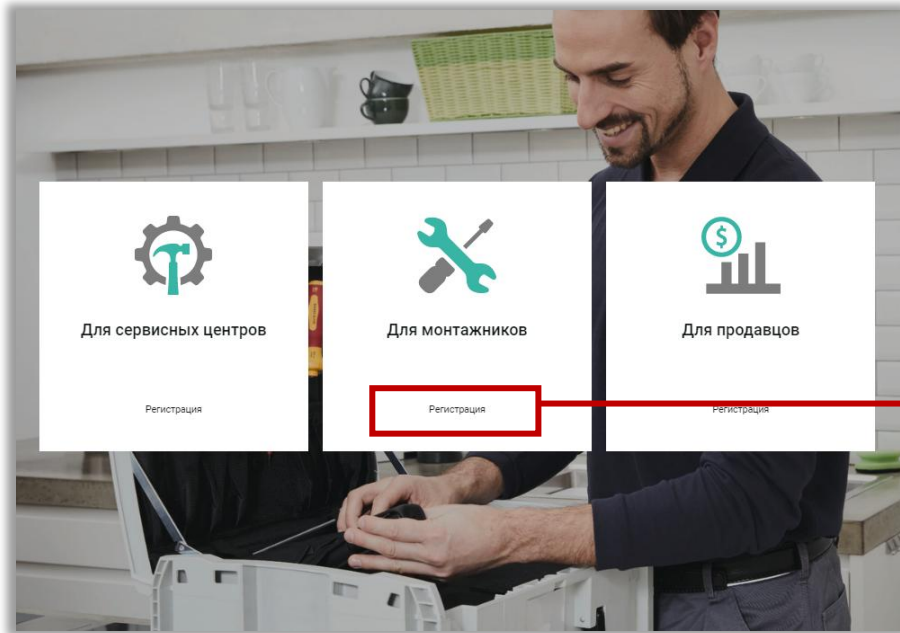 Для сервисных центров
Для монтажников
Для продавцов
Регистрация
Регистрация
Регистрация